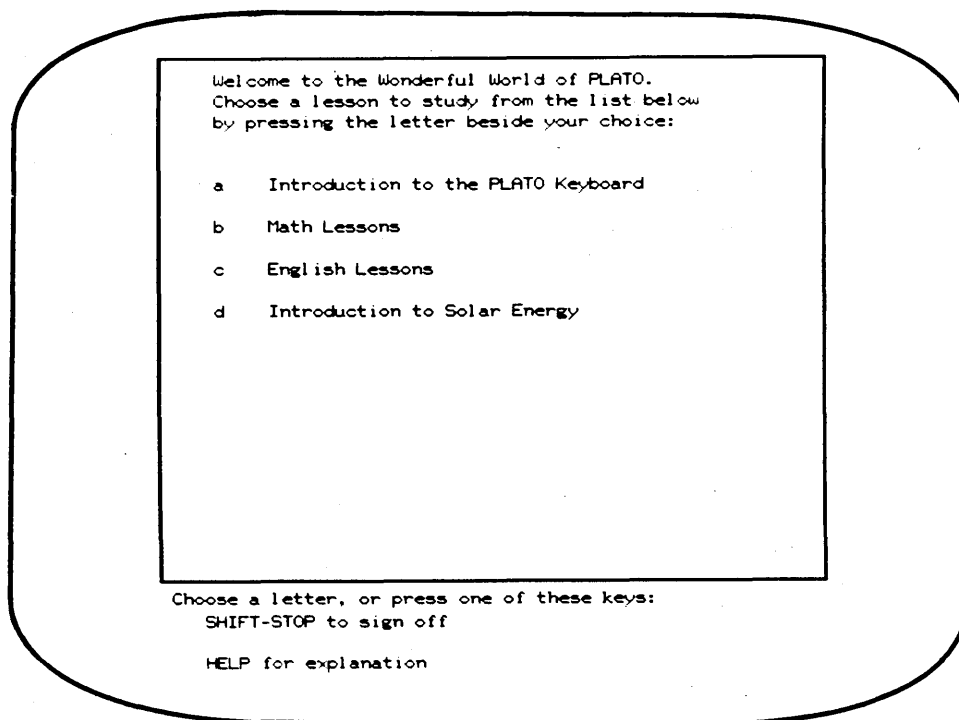 Welcome to the Wonderful World of PLATO.
Choose a lesson to study from the list below
by pressing the letter beside your choice:
a Introduction to the PLATO Keyboard
b Math Lessons
c English Lessons
d Introduction to Solar Energy
Choose a letter, or press one of these keys:
SHIFT-STOP to sign off
HELP for explanation